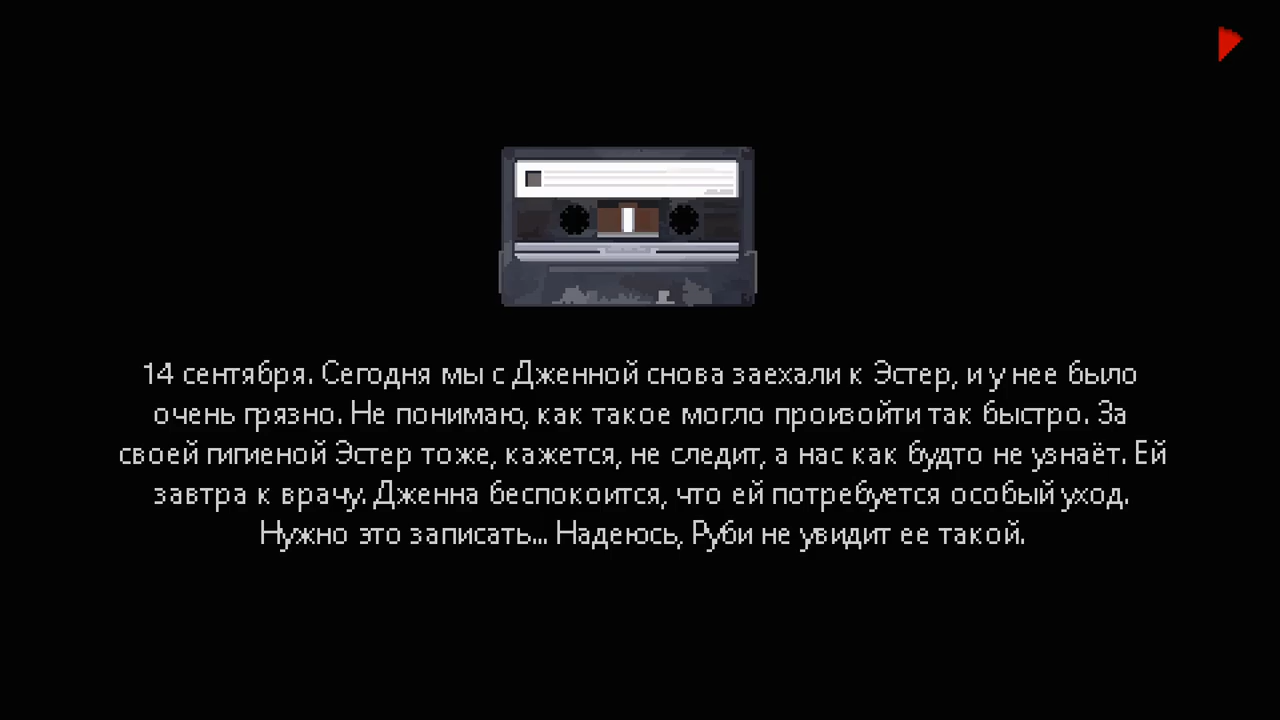 14 сентября. Сегодня мы с Дженной снова заехали к Эстер, и у нее было
очень грязно. Не понимаю, как такое могло произойти так быстро. За
своей гигиеной Эстер тоже, кажется, не следит, а нас как будто не узнаёт. Ей
завтра к врачу. Дженна беспокоится, что ей потребуется особый уход.
Нужно это записать... Надеюсь, Руби не увидит ее такой.